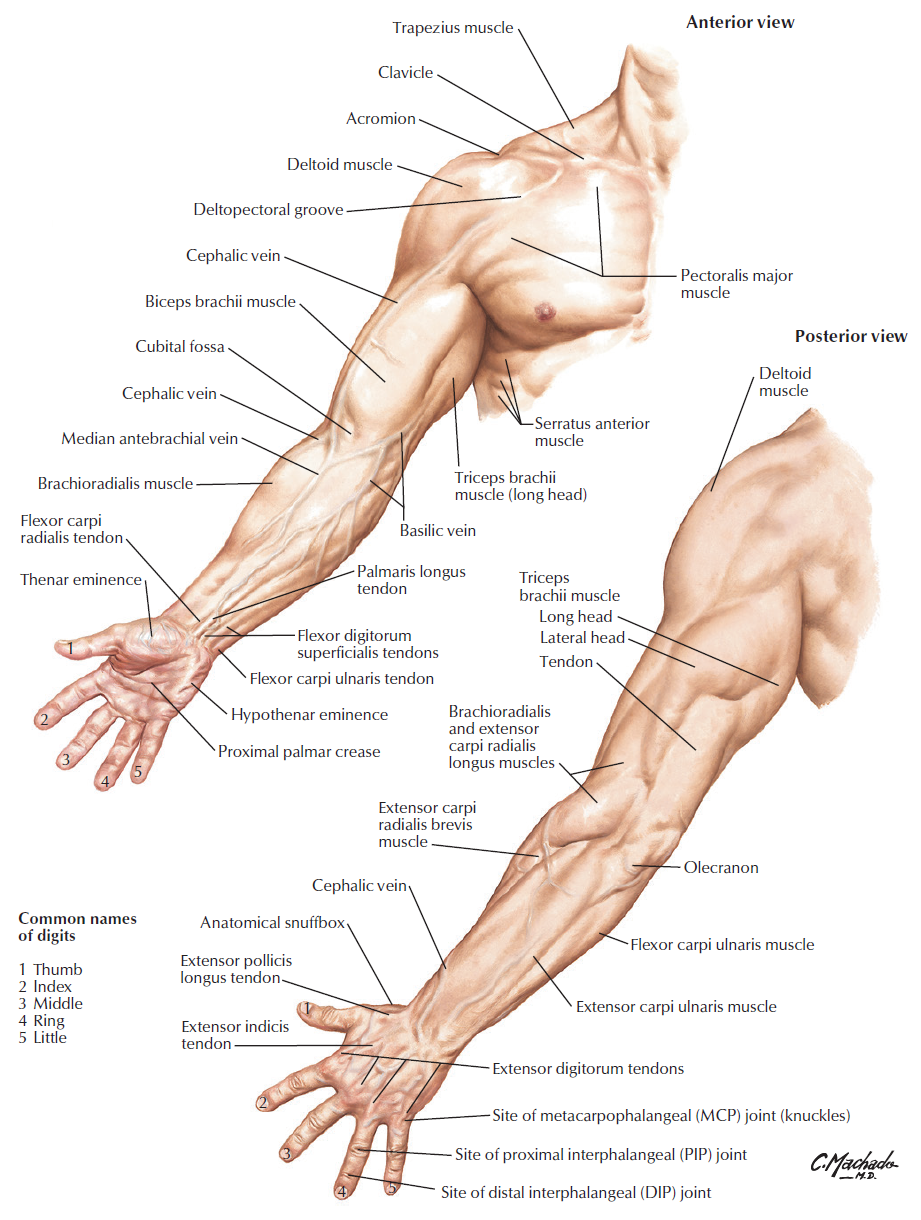 Anterior view
Trapezius muscle
Clavicle
Acromion
Deltoid muscle
Deltopectoral groove
Cephalic vein
Biceps brachii muscle
Cubital fossa
Cephalic vein
Median antebrachial vein
Brachioradialis muscle
Flexor carpi
radialis tendon
Thenar eminence
Pectoralis major
muscle
Serratus anterior
muscle
Triceps brachii
muscle (long head)
Basilic vein
Palmaris longus
tendon
Flexor digitorum
superficialis tendons
Flexor carpi ulnaris tendon
Hypothenar eminence
Proximal palmar crease
1
2
3
4
5
Posterior view
Deltoid
muscle
Triceps
brachii muscle
Long head
Lateral head
Tendon
Brachioradialis
and extensor
carpi radialis
longus muscles
Extensor carpi
radialis brevis
muscle
Cephalic vein
Anatomical snuffbox
Extensor pollicis
longus tendon
Extensor indicis
tendon
Olecranon
Flexor carpi ulnaris muscle
Extensor carpi ulnaris muscle
Extensor digitorum tendons
Site of metacarpophalangeal (MCP) joint (knuckles)
Site of proximal interphalangeal (PIP) joint
Site of distal interphalangeal (DIP) joint
1
2
3
4
5
Common names
of digits
1 Thumb
2 Index
3 Middle
4 Ring
5 Little
C.Machado
M.D.